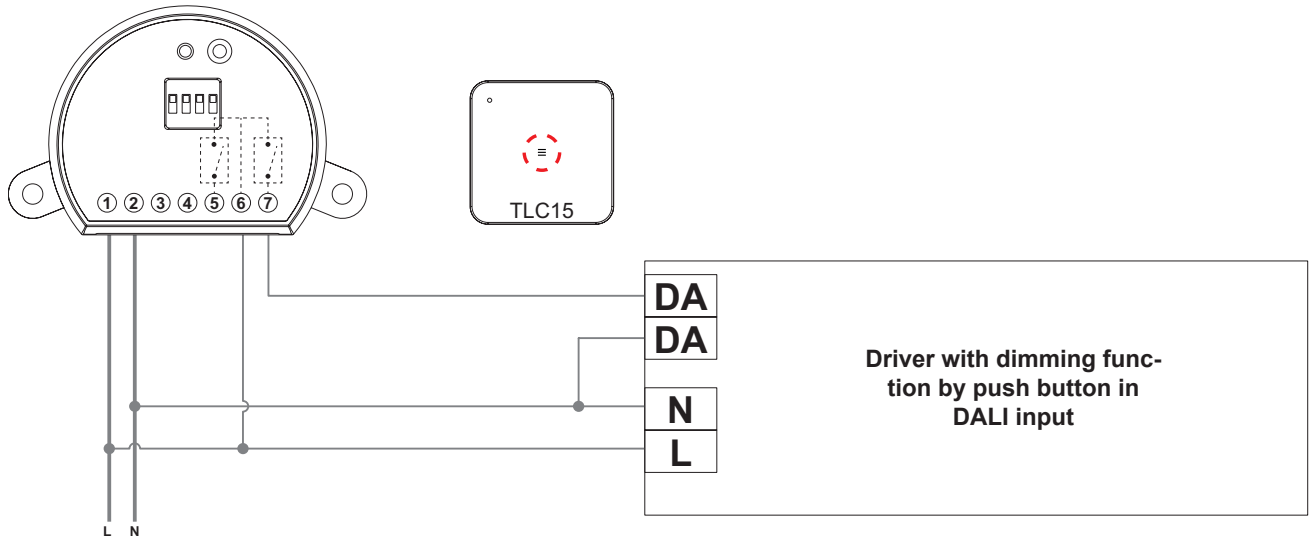 ① ② ③ ④ ⑤ ⑥ ⑦
TLC15
DA
DA
N
L
Driver with dimming func-
tion by push button in
DALI input
L N